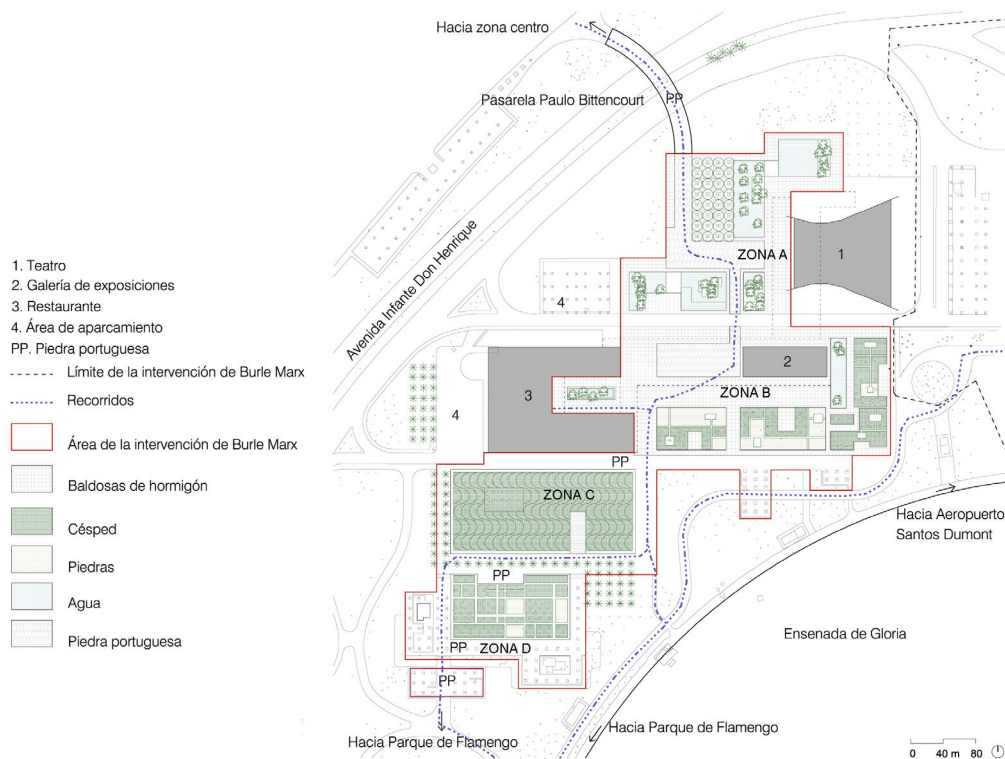 Hacia zona centro
Pasarela Paulo Bittencourt
PP
Avenida Infante Don Henrique
ZONA A
1
4
2
3
4
ZONA B
PP
ZONA C
PP
PP
ZONA D
PP
Hacia Aeropuerto
Santos Dumont
Ensenada de Gloria
Hacia Parque de Flamengo
Hacia Parque de Flamengo
0 40 m 80
1. Teatro
2. Galería de exposiciones
3. Restaurante
4. Área de aparcamiento
PP. Piedra portuguesa
Límite de la intervención de Burle Marx
Recorridos
Área de la intervención de Burle Marx
Baldosas de hormigón
Césped
Piedras
Agua
Piedra portuguesa